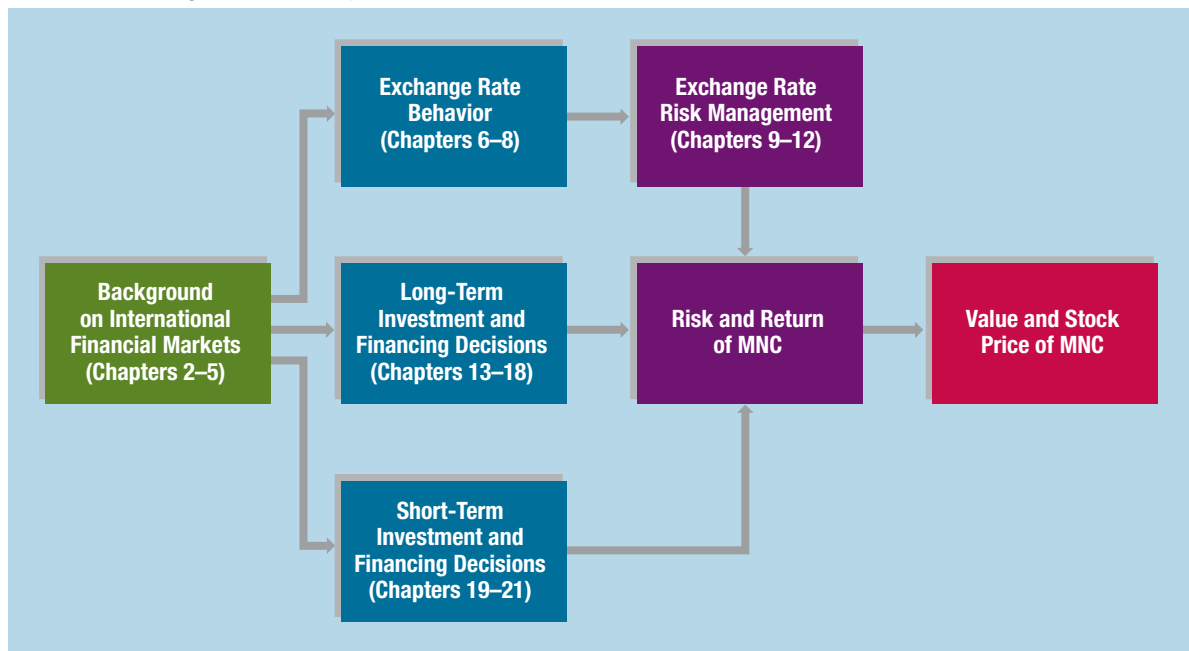 Exchange Rate
Behavior
(Chapters 6–8)
Exchange Rate
Risk Management
(Chapters 9–12)
Background
on International
Financial Markets
(Chapters 2–5)
Long-Term
Investment and
Financing Decisions
(Chapters 13–18)
Risk and Return
of MNC
Value and Stock
Price of MNC
Short-Term
Investment and
Financing Decisions
(Chapters 19–21)